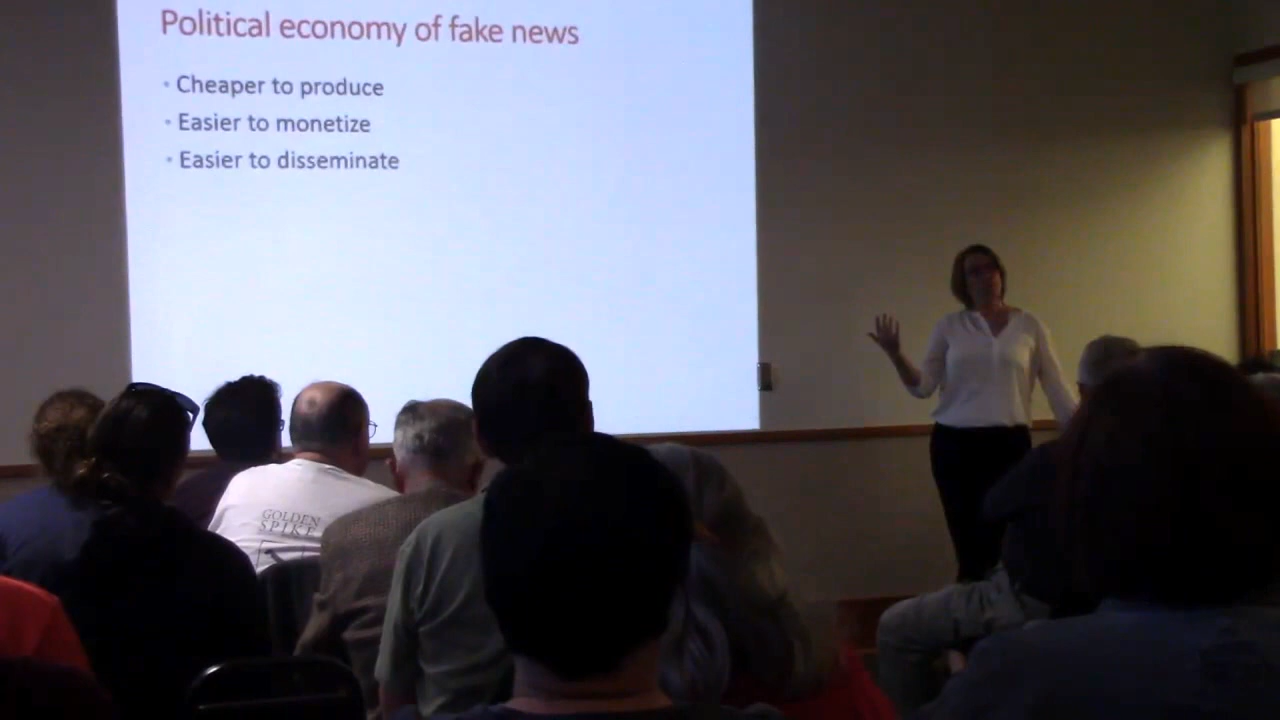 Political economy of fake news
• Cheaper to produce
• Easier to monetize
• Easier to disseminate
GOLDEN
SPIKE